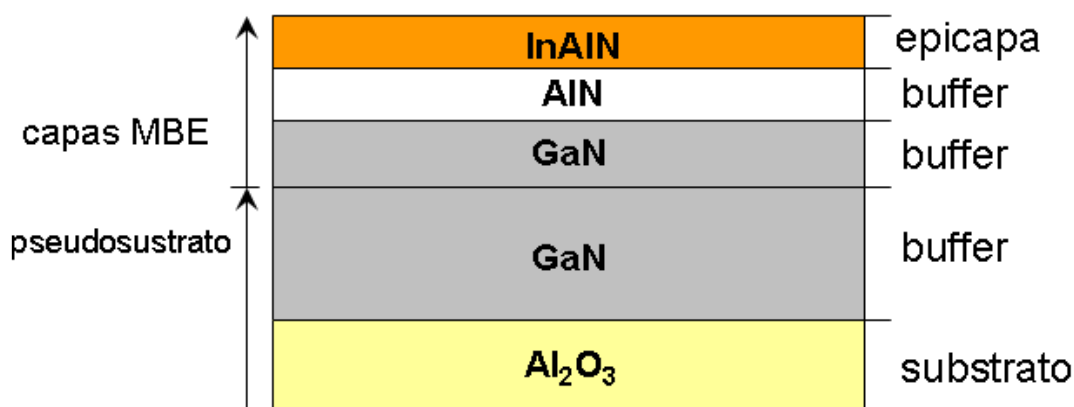 InAlN
epicapa
AlN
buffer
capas MBE
GaN
buffer
pseudosustrato
GaN
buffer
Al₂O₃
substrato